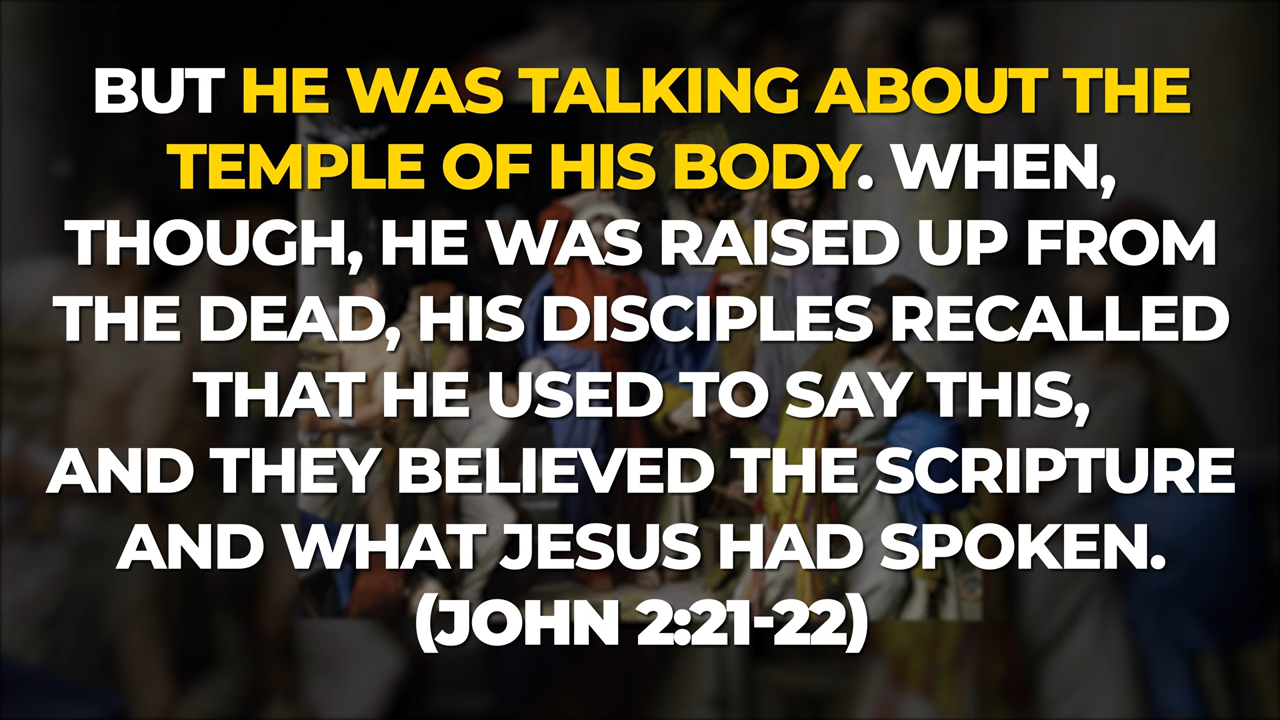 BUT HE WAS TALKING ABOUT THE
TEMPLE OF HIS BODY. WHEN,
THOUGH, HE WAS RAISED UP FROM
THE DEAD, HIS DISCIPLES RECALLED
THAT HE USED TO SAY THIS,
AND THEY BELIEVED THE SCRIPTURE
AND WHAT JESUS HAD SPOKEN.
(JOHN 2:21-22)